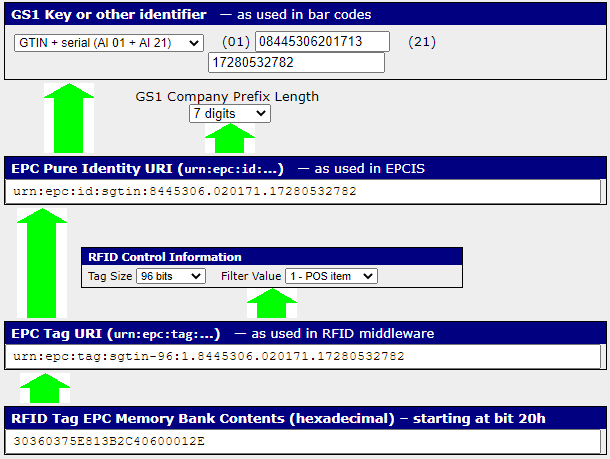 GS1 Key or other identifier — as used in bar codes
GTIN + serial (AI 01 + AI 21) (01) 08445306201713 (21)
17280532782
GS1 Company Prefix Length
7 digits
EPC Pure Identity URI (urn:epc:id:...) — as used in EPCIS
urn:epc:id:sgtin:8445306.020171.17280532782
RFID Control Information
Tag Size 96 bits Filter Value 1 - POS item
EPC Tag URI (urn:epc:tag:...) — as used in RFID middleware
urn:epc:tag:sgtin-96:1.8445306.020171.17280532782
RFID Tag EPC Memory Bank Contents (hexadecimal) – starting at bit 20h
30360375E813B2C40600012E